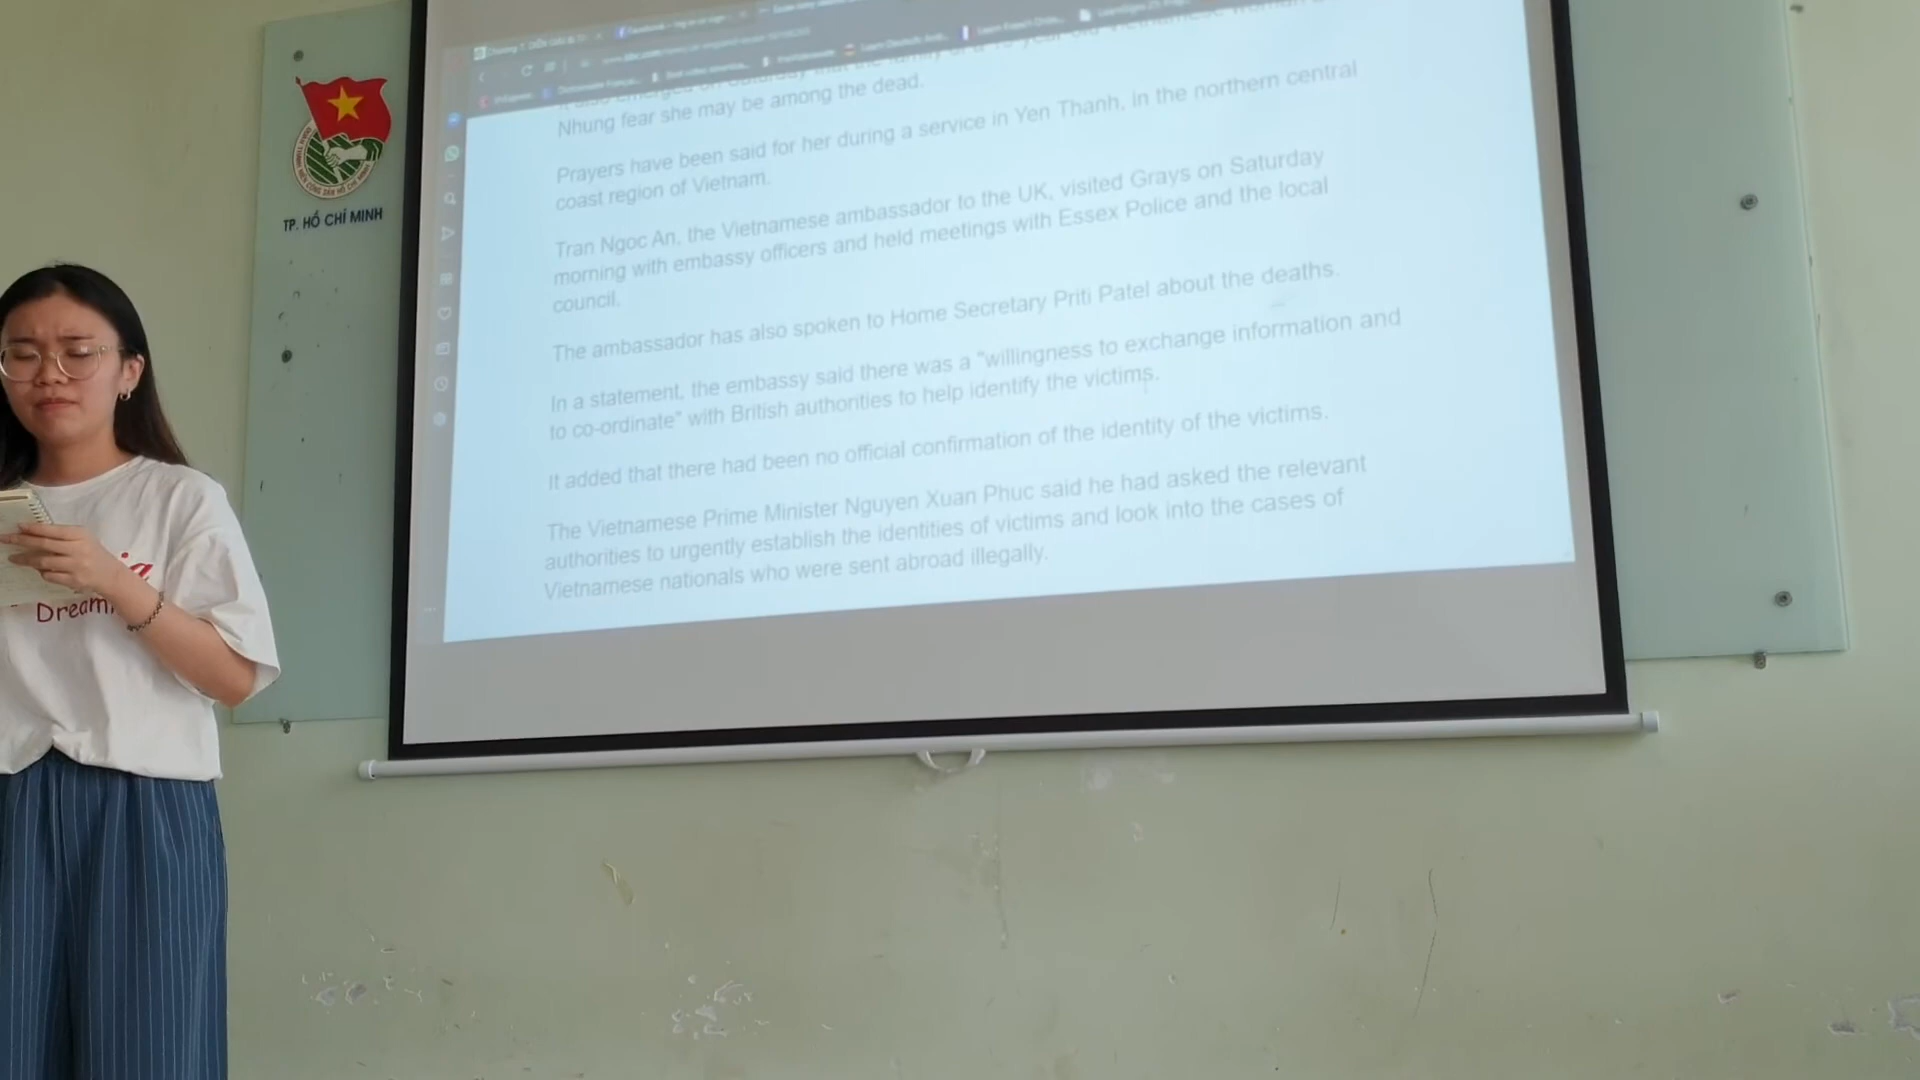 TP. HỒ CHÍ MINH
Dream
Nhung fear she may be among the dead.
Prayers have been said for her during a service in Yen Thanh, in the northern central
coast region of Vietnam.
Tran Ngoc An, the Vietnamese ambassador to the UK, visited Grays on Saturday
morning with embassy officers and held meetings with Essex Police and the local
council.
The ambassador has also spoken to Home Secretary Priti Patel about the deaths.
In a statement, the embassy said there was a "willingness to exchange information and
to co-ordinate" with British authorities to help identify the victims.
It added that there had been no official confirmation of the identity of the victims.
The Vietnamese Prime Minister Nguyen Xuan Phuc said he had asked the relevant
authorities to urgently establish the identities of victims and look into the cases of
Vietnamese nationals who were sent abroad illegally.